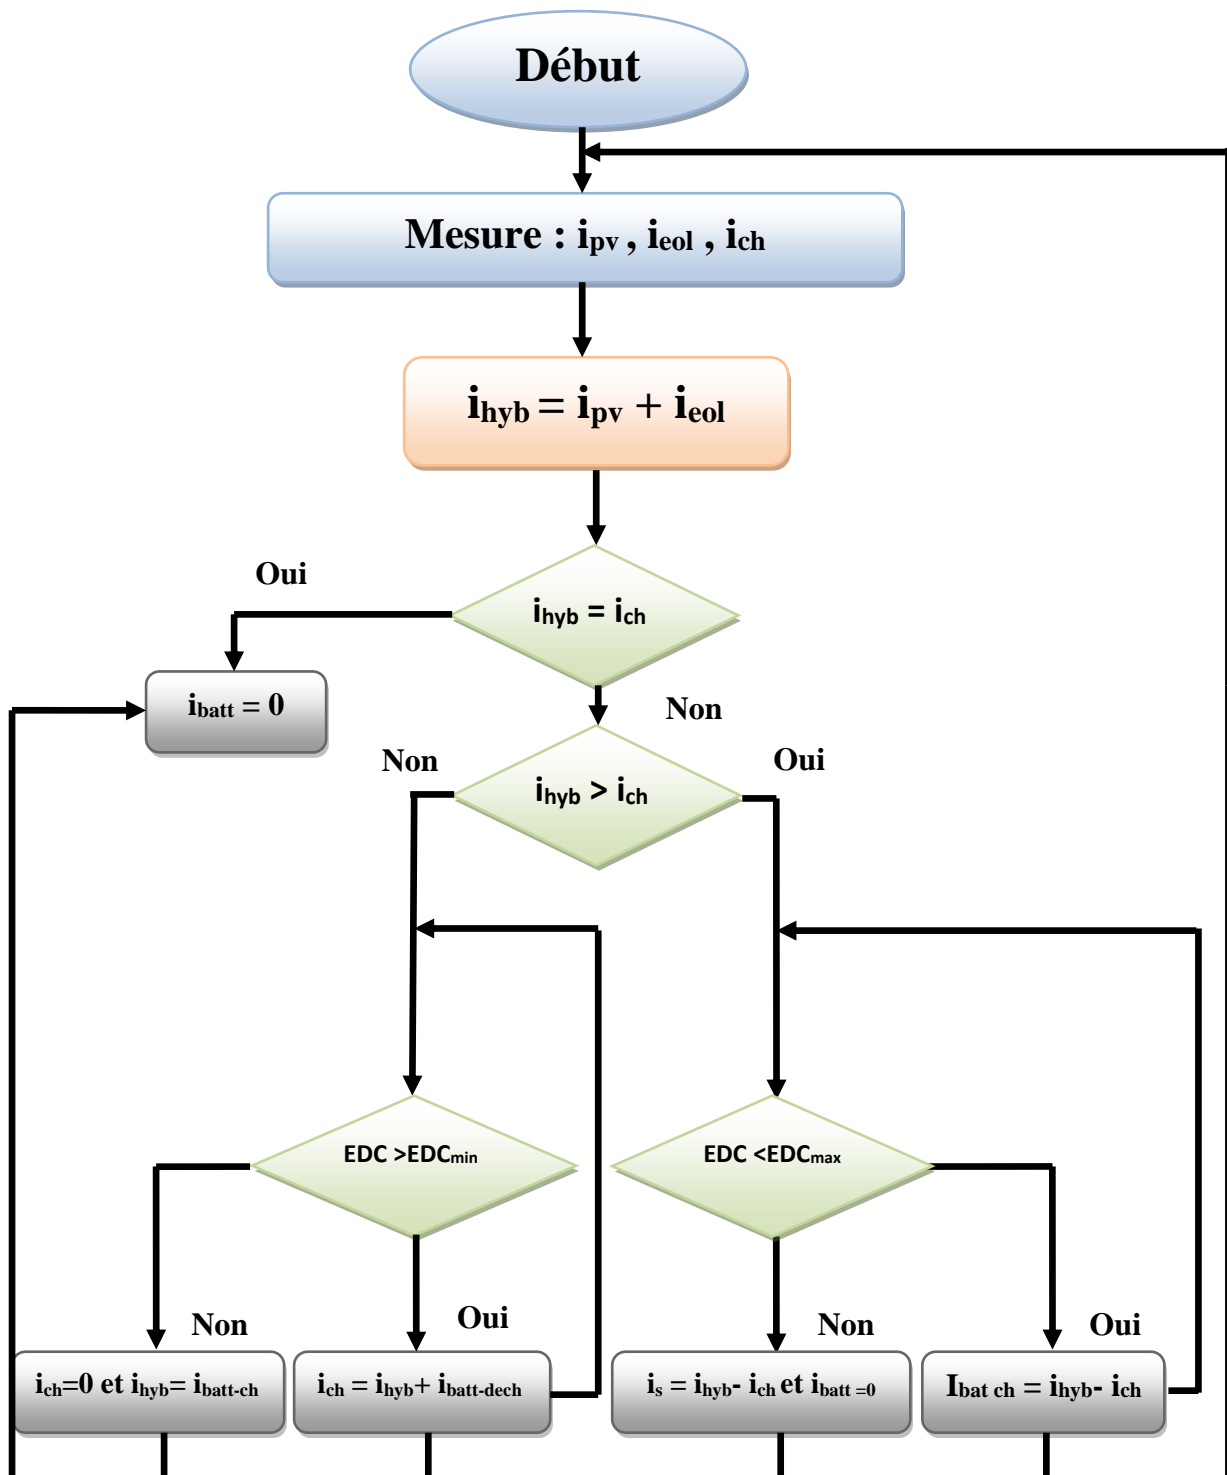 Début
Mesure : ipv , ieol , ich
ihyb = ipv + ieol
Oui
ihyb = ich
ibatt = 0
Non
Non
Oui
ihyb > ich
EDC >EDCmin
EDC <EDCmax
Non
Oui
Non
Oui
ich=0 et ihyb= ibatt-ch
ich = ihyb+ ibatt-dech
is = ihyb- ich et ibatt =0
Ibat ch = ihyb- ich